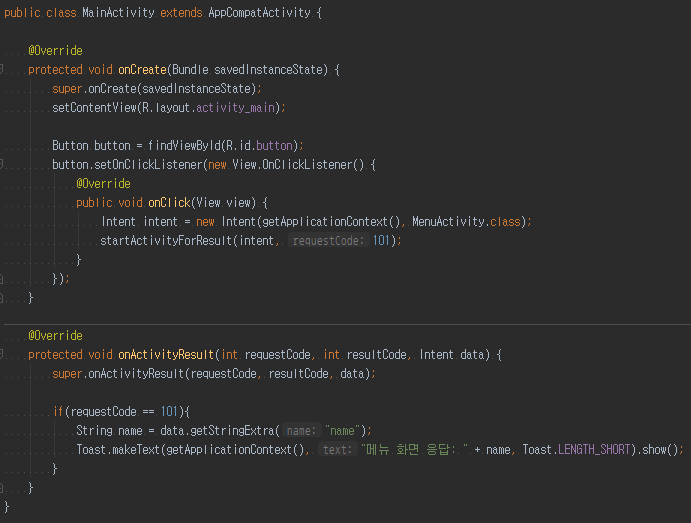 public class MainActivity extends AppCompatActivity {
@Override
protected void onCreate(Bundle savedInstanceState) {
super.onCreate(savedInstanceState);
setContentView(R.layout.activity_main);
Button button = findViewById(R.id.button);
button.setOnClickListener(new View.OnClickListener() {
@Override
public void onClick(View view) {
Intent intent = new Intent(getApplicationContext(), MenuActivity.class);
startActivityForResult(intent, requestCode: 101);
}
});
}
@Override
protected void onActivityResult(int requestCode, int resultCode, Intent data) {
super.onActivityResult(requestCode, resultCode, data);
if(requestCode == 101){
String name = data.getStringExtra( name: "name");
Toast.makeText(getApplicationContext(), text: "메뉴 화면 응답: " + name, Toast.LENGTH_SHORT).show();
}
}
}